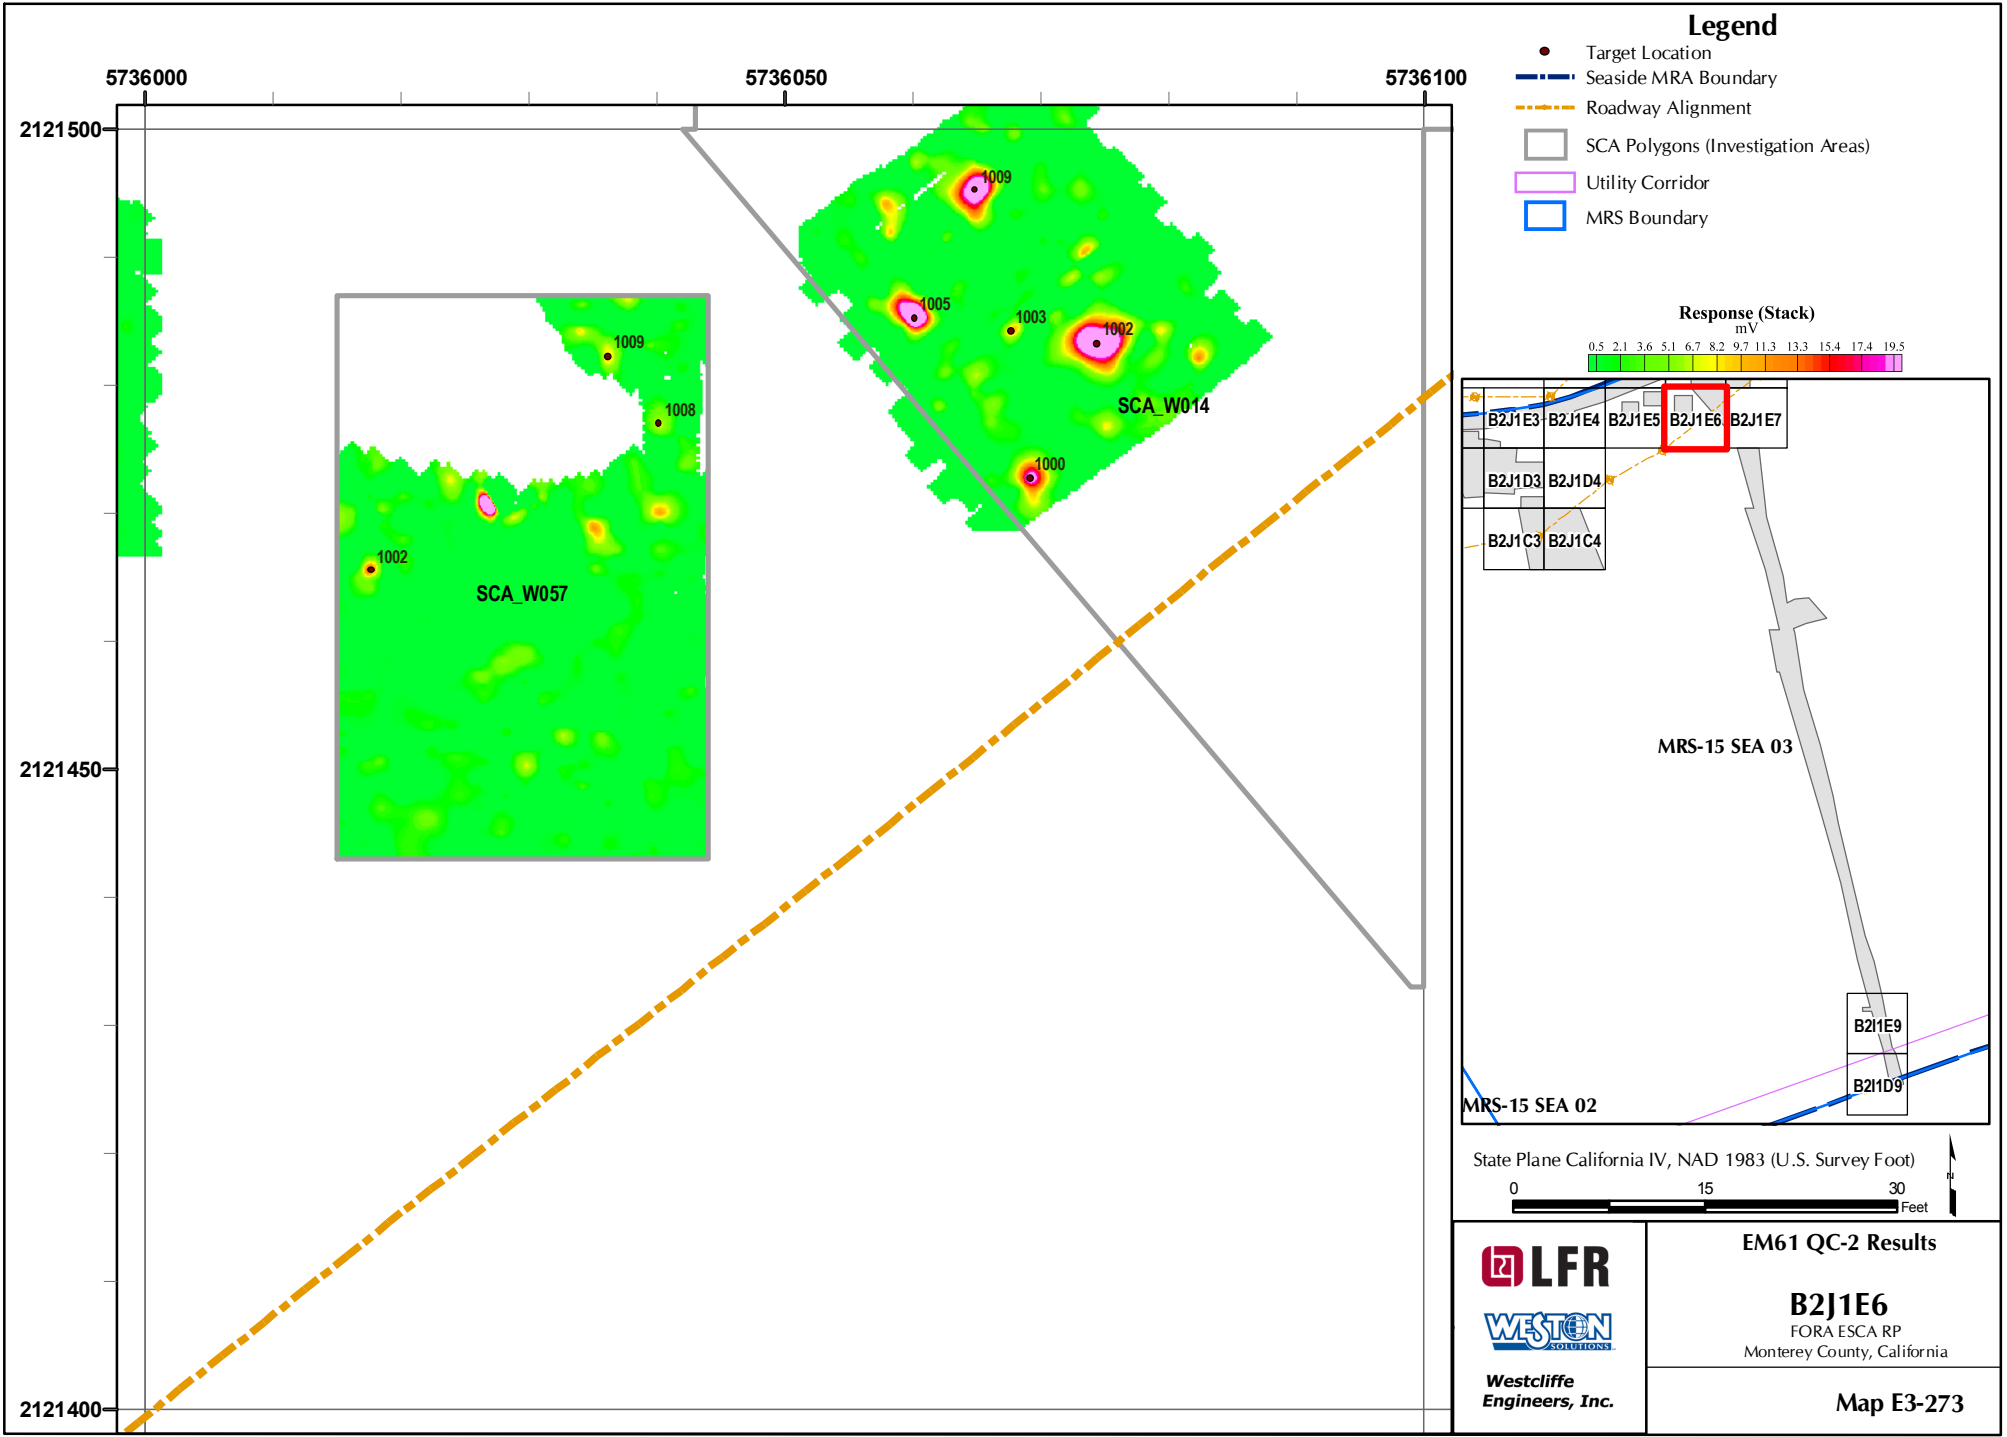 5736000
5736050
5736100
2121500
2121450
2121400
1009
1005
1003
1002
SCA_W014
1000
1009
1008
1002
SCA_W057
Legend
Target Location
Seaside MRA Boundary
Roadway Alignment
SCA Polygons (Investigation Areas)
Utility Corridor
MRS Boundary
Response (Stack)
mV
0.5 2.1 3.6 5.1 6.7 8.2 9.7 11.3 13.3 15.4 17.4 19.5
B2J1E3 B2J1E4 B2J1E5 B2J1E6 B2J1E7
B2J1D3 B2J1D4
B2J1C3 B2J1C4
MRS-15 SEA 03
B2I1E9
B2I1D9
MRS-15 SEA 02
State Plane California IV, NAD 1983 (U.S. Survey Foot)
0 15 30
Feet
N
LFR
WESTON
SOLUTIONS
Westcliffe
Engineers, Inc.
EM61 QC-2 Results
B2J1E6
FORA ESCA RP
Monterey County, California
Map E3-273